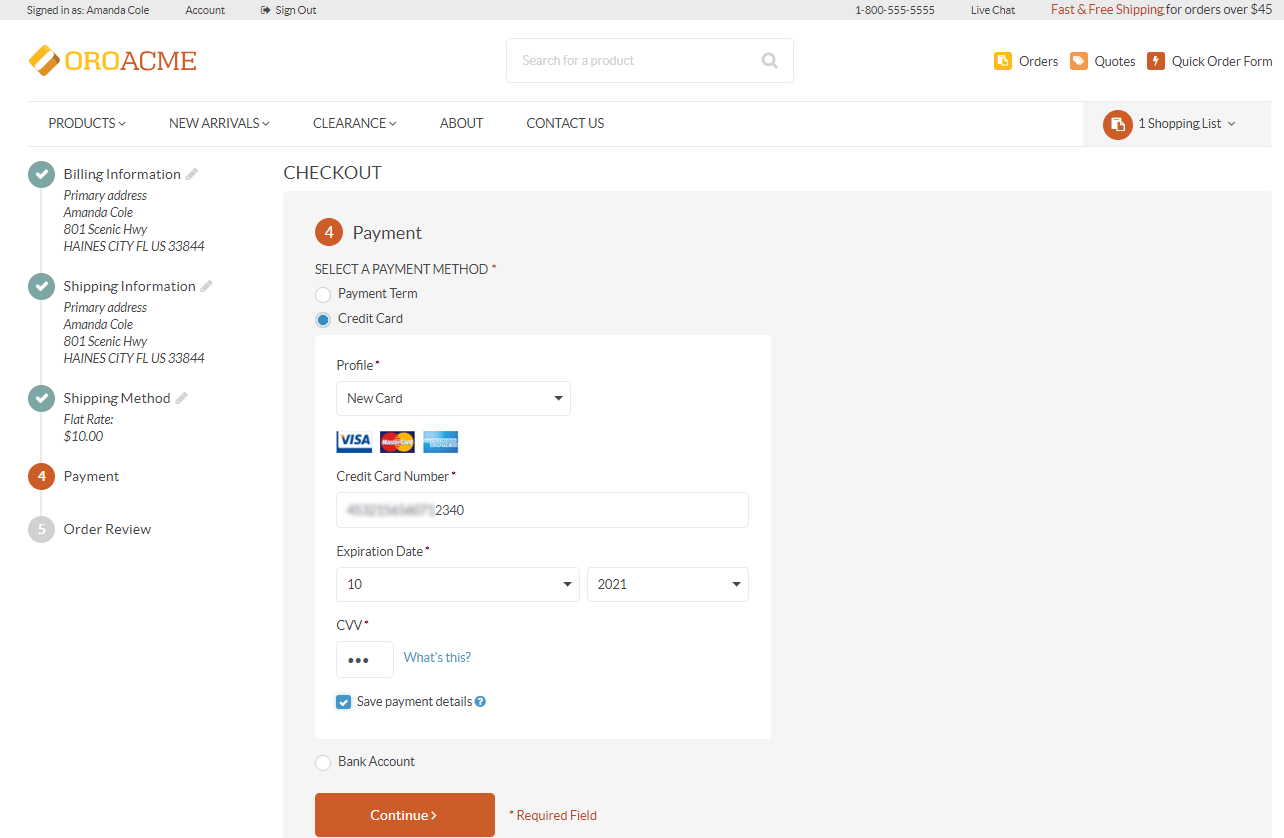 Signed in as: Amanda Cole Account Sign Out 1-800-555-5555 Live Chat Fast & Free Shipping for orders over $45
OROACME
Search for a product
Orders Quotes Quick Order Form
PRODUCTS NEW ARRIVALS CLEARANCE ABOUT CONTACT US
1 Shopping List
Billing Information
Primary address
Amanda Cole
801 Scenic Hwy
HAINES CITY FL US 33844
Shipping Information
Primary address
Amanda Cole
801 Scenic Hwy
HAINES CITY FL US 33844
Shipping Method
Flat Rate:
$10.00
4 Payment
5 Order Review
CHECKOUT
4 Payment
SELECT A PAYMENT METHOD *
Payment Term
Credit Card
Profile *
New Card
VISA MasterCard AMERICAN EXPRESS
Credit Card Number *
2340
Expiration Date *
10 2021
CVV *
What's this?
Save payment details ?
Bank Account
Continue >
* Required Field